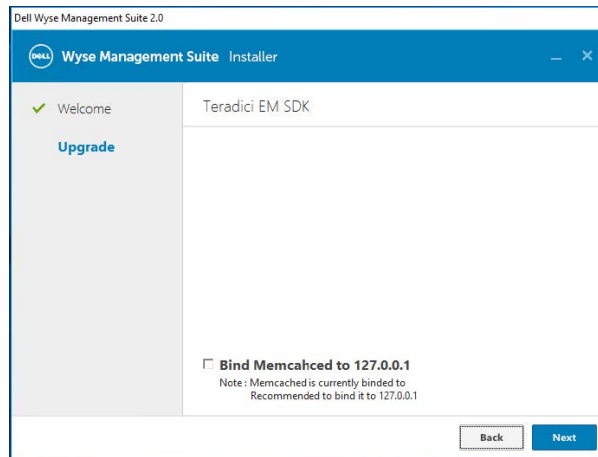 Dell Wyse Management Suite 2.0
DELL Wyse Management Suite Installer
Welcome
Teradici EM SDK
Upgrade
Bind Memcahced to 127.0.0.1
Note : Memcached is currently binded to
Recommended to bind it to 127.0.0.1
Back Next